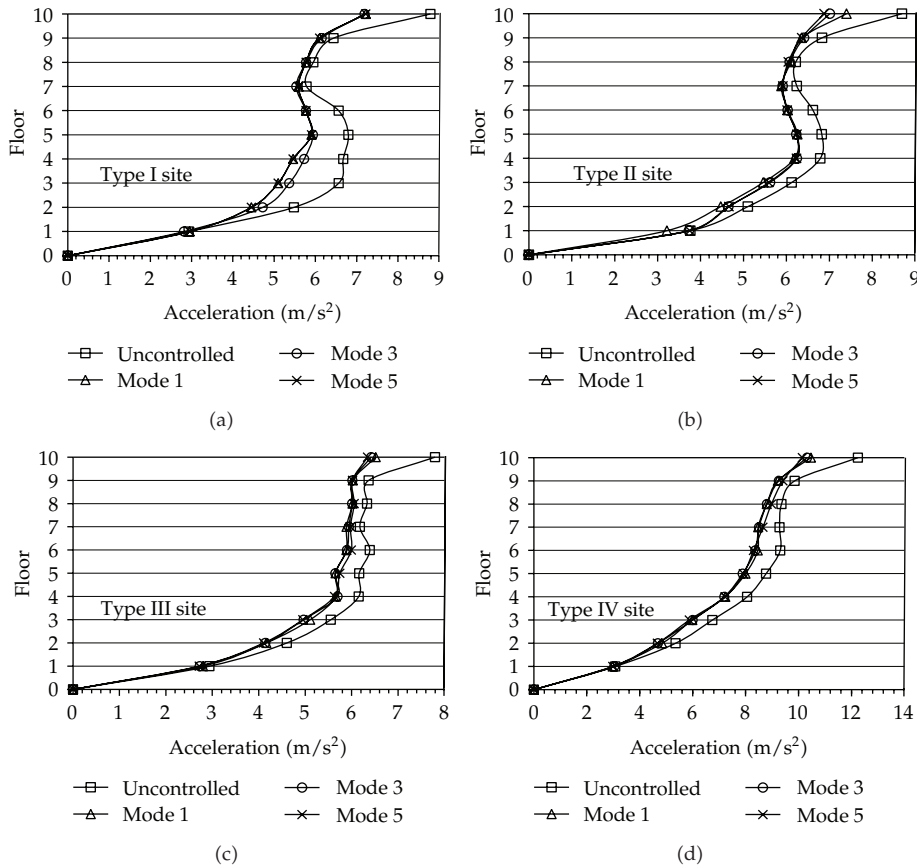 10
9
8
7
6
5
4
3
2
1
0
Floor
Type I site
0 1 2 3 4 5 6 7 8 9
Acceleration (m/s²)
Uncontrolled
Mode 1
Mode 3
Mode 5
(a)
10
9
8
7
6
5
4
3
2
1
0
Floor
Type II site
0 1 2 3 4 5 6 7 8 9
Acceleration (m/s²)
Uncontrolled
Mode 1
Mode 3
Mode 5
(b)
10
9
8
7
6
5
4
3
2
1
0
Floor
Type III site
0 1 2 3 4 5 6 7 8
Acceleration (m/s²)
Uncontrolled
Mode 1
Mode 3
Mode 5
(c)
10
9
8
7
6
5
4
3
2
1
0
Floor
Type IV site
0 2 4 6 8 10 12 14
Acceleration (m/s²)
Uncontrolled
Mode 1
Mode 3
Mode 5
(d)